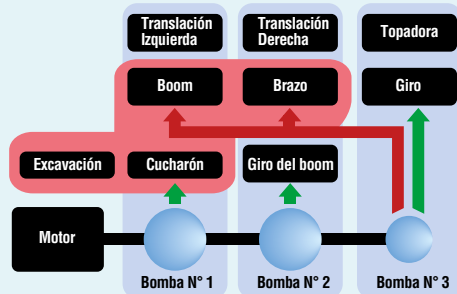 Translación
Izquierda
Translación
Derecha
Topadora
Boom
Brazo
Giro
Excavación
Cucharón
Giro del boom
Motor
Bomba N° 1
Bomba N° 2
Bomba N° 3